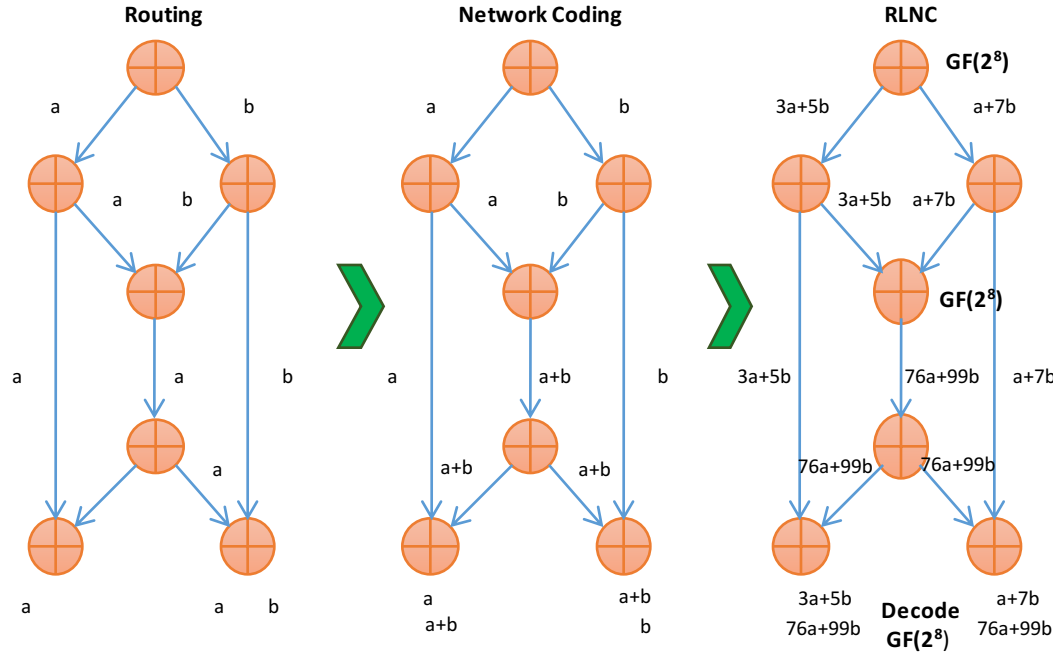 Routing
a
b
a
b
a
a
b
a
a
a b
Network Coding
a
b
a
b
a
a+b
b
a+b
a+b
a
a+b
a+b
b
RLNC
GF(2⁸)
3a+5b
a+7b
3a+5b
a+7b
GF(2⁸)
3a+5b
76a+99b
a+7b
76a+99b
76a+99b
3a+5b
76a+99b
Decode
GF(2⁸)
a+7b
76a+99b